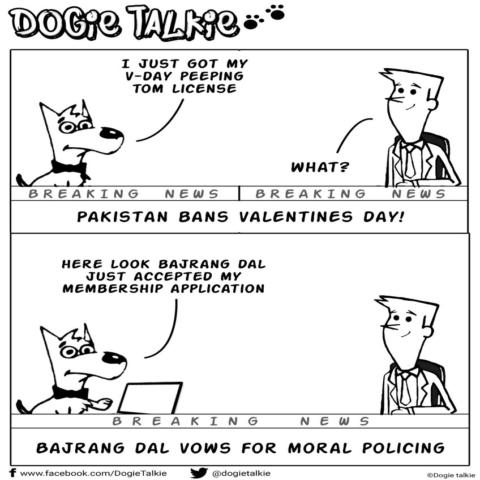 DOGIE TALKIE
I JUST GOT MY
V-DAY PEEPING
TOM LICENSE
WHAT?
BREAKING NEWS | BREAKING NEWS
PAKISTAN BANS VALENTINES DAY!
HERE LOOK BAJRANG DAL
JUST ACCEPTED MY
MEMBERSHIP APPLICATION
BREAKING NEWS
BAJRANG DAL VOWS FOR MORAL POLICING
f www.facebook.com/DogieTalkie @dogietalkie ©Dogie talkie